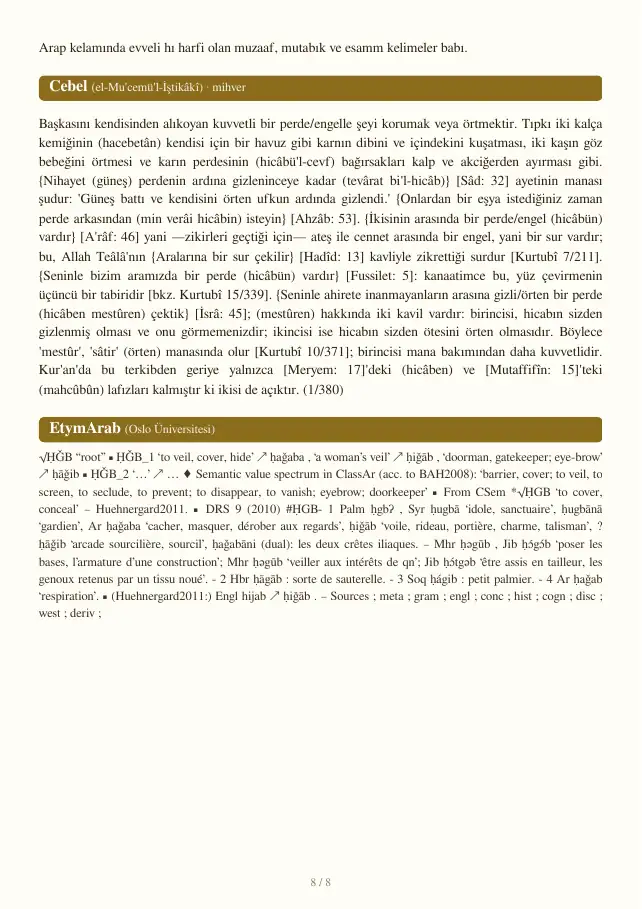 Arap kelamında evveli hı harfi olan muzaaf, mutabık ve esamm kelimeler babı.
Cebel (el-Mu'cemü'l-İştikâkî) · mihver
Başkasını kendisinden alıkoyan kuvvetli bir perde/engelle şeyi korumak veya örtmektir. Tıpkı iki kalça
kemiğinin (hacebetân) kendisi için bir havuz gibi karnın dibini ve içindekini kuşatması, iki kaşın göz
bebeğini örtmesi ve karın perdesinin (hicâbü'l-cevf) bağırsakları kalp ve akciğerden ayırması gibi.
{Nihayet (güneş) perdenin ardına gizleninceye kadar (tevârat bi'l-hicâb)} [Sâd: 32] ayetinin manası
şudur: 'Güneş battı ve kendisini örten ufkun ardında gizlendi.' {Onlardan bir eşya istediğiniz zaman
perde arkasından (min verâi hicâbin) isteyin} [Ahzâb: 53]. {İkisinin arasında bir perde/engel (hicâbün)
vardır} [A'râf: 46] yani —zikirleri geçtiği için— ateş ile cennet arasında bir engel, yani bir sur vardır;
bu, Allah Teâlâ'nın {Aralarına bir sur çekilir} [Hadîd: 13] kavliyle zikrettiği surdur [Kurtubî 7/211].
{Seninle bizim aramızda bir perde (hicâbün) vardır} [Fussilet: 5]: kanaatimce bu, yüz çevirmenin
üçüncü bir tabiridir [bkz. Kurtubî 15/339]. {Seninle ahirete inanmayanların arasına gizli/örten bir perde
(hicâben mestûren) çektik} [İsrâ: 45]; (mestûren) hakkında iki kavil vardır: birincisi, hicabın sizden
gizlenmiş olması ve onu görmemenizdir; ikincisi ise hicabın sizden ötesini örten olmasıdır. Böylece
'mestûr', 'sâtir' (örten) manasında olur [Kurtubî 10/371]; birincisi mana bakımından daha kuvvetlidir.
Kur'an'da bu terkibden geriye yalnızca [Meryem: 17]'deki (hicâben) ve [Mutaffifîn: 15]'teki
(mahcûbûn) lafızları kalmıştır ki ikisi de açıktır. (1/380)
EtymArab (Oslo Üniversitesi)
√ḤĞB “root” ▪ ḤĞB_1 ‘to veil, cover, hide’ ↗ ḥağaba , ‘a woman’s veil’ ↗ ḥiğāb , ‘doorman, gatekeeper; eye-brow’
↗ ḥāğib ▪ ḤĞB_2 ‘…’ ↗ … ♦ Semantic value spectrum in ClassAr (acc. to BAH2008): ‘barrier, cover; to veil, to
screen, to seclude, to prevent; to disappear, to vanish; eyebrow; doorkeeper’ ▪ From CSem *√ḤGB ‘to cover,
conceal’ – Huehnergard2011. ▪ DRS 9 (2010) #ḤGB- 1 Palm ḥgbʔ , Syr ḥugbā ‘idole, sanctuaire’, ḥugbānā
‘gardien’, Ar ḥağaba ‘cacher, masquer, dérober aux regards’, ḥiğāb ‘voile, rideau, portière, charme, talisman’, ?
ḥāğib ‘arcade sourcilière, sourcil’, ḥağabāni (dual): les deux crêtes iliaques. – Mhr ḥəgūb , Jib ḥɔ́gɔ́b ‘poser les
bases, l’armature d’une construction’; Mhr ḥəgūb ‘veiller aux intérêts de qn’; Jib ḥɔ́tgəb ‘être assis en tailleur, les
genoux retenus par un tissu noué’. - 2 Hbr ḥāgāb : sorte de sauterelle. - 3 Soq ḥágib : petit palmier. - 4 Ar ḥağab
‘respiration’. ▪ (Huehnergard2011:) Engl hijab ↗ ḥiğāb . – Sources ; meta ; gram ; engl ; conc ; hist ; cogn ; disc ;
west ; deriv ;
8 / 8